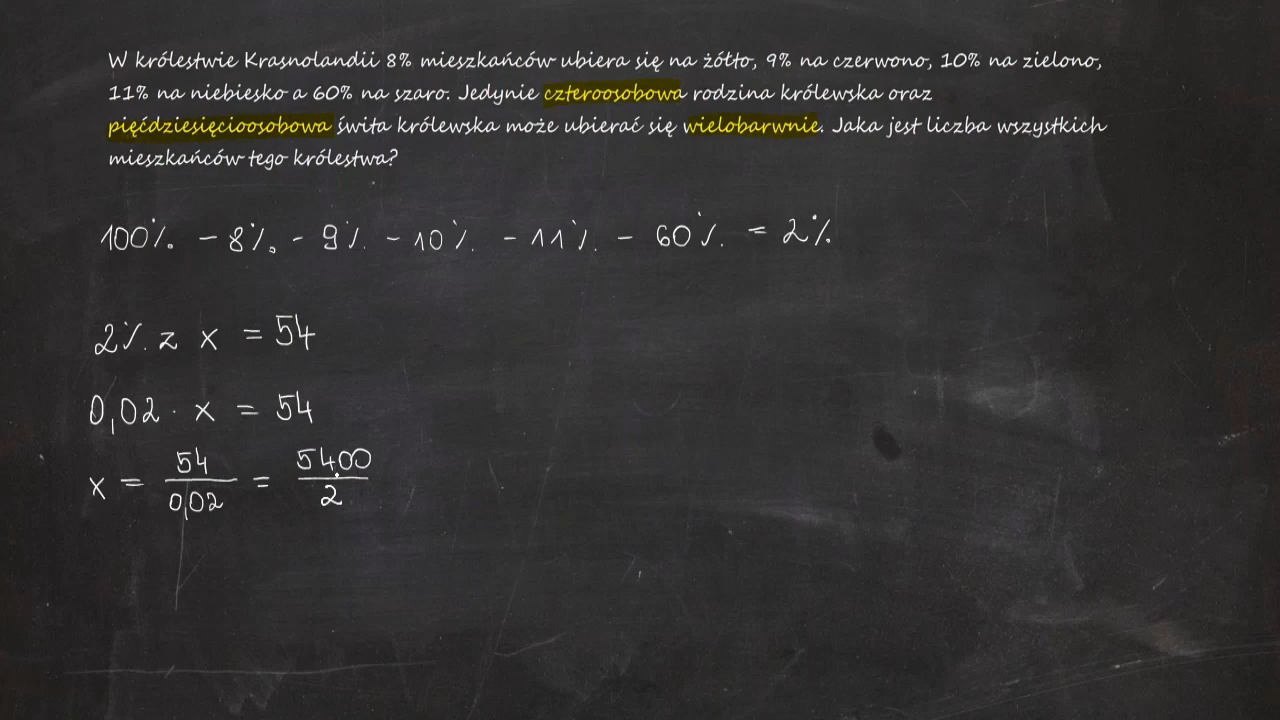 W królestwie Krasnolandii 8% mieszkańców ubiera się na żółto, 9% na czerwono, 10% na zielono,
11% na niebiesko a 60% na szaro. Jedynie czteroosobowa rodzina królewska oraz
pięćdziesięcioosobowa świta królewska może ubierać się wielobarwnie. Jaka jest liczba wszystkich
mieszkańców tego królestwa?
100% - 8% - 9% - 10% - 11% - 60% = 2%
2% z x = 54
0,02 · x = 54
x = 54/0,02 = 5400/2